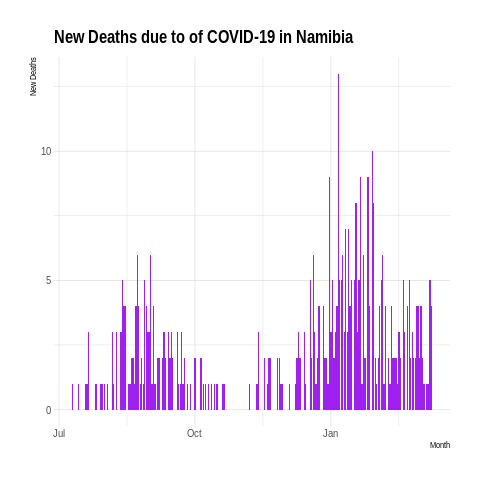 New Deaths due to of COVID-19 in Namibia
New Deaths
10
5
0
Jul Oct Jan
Month